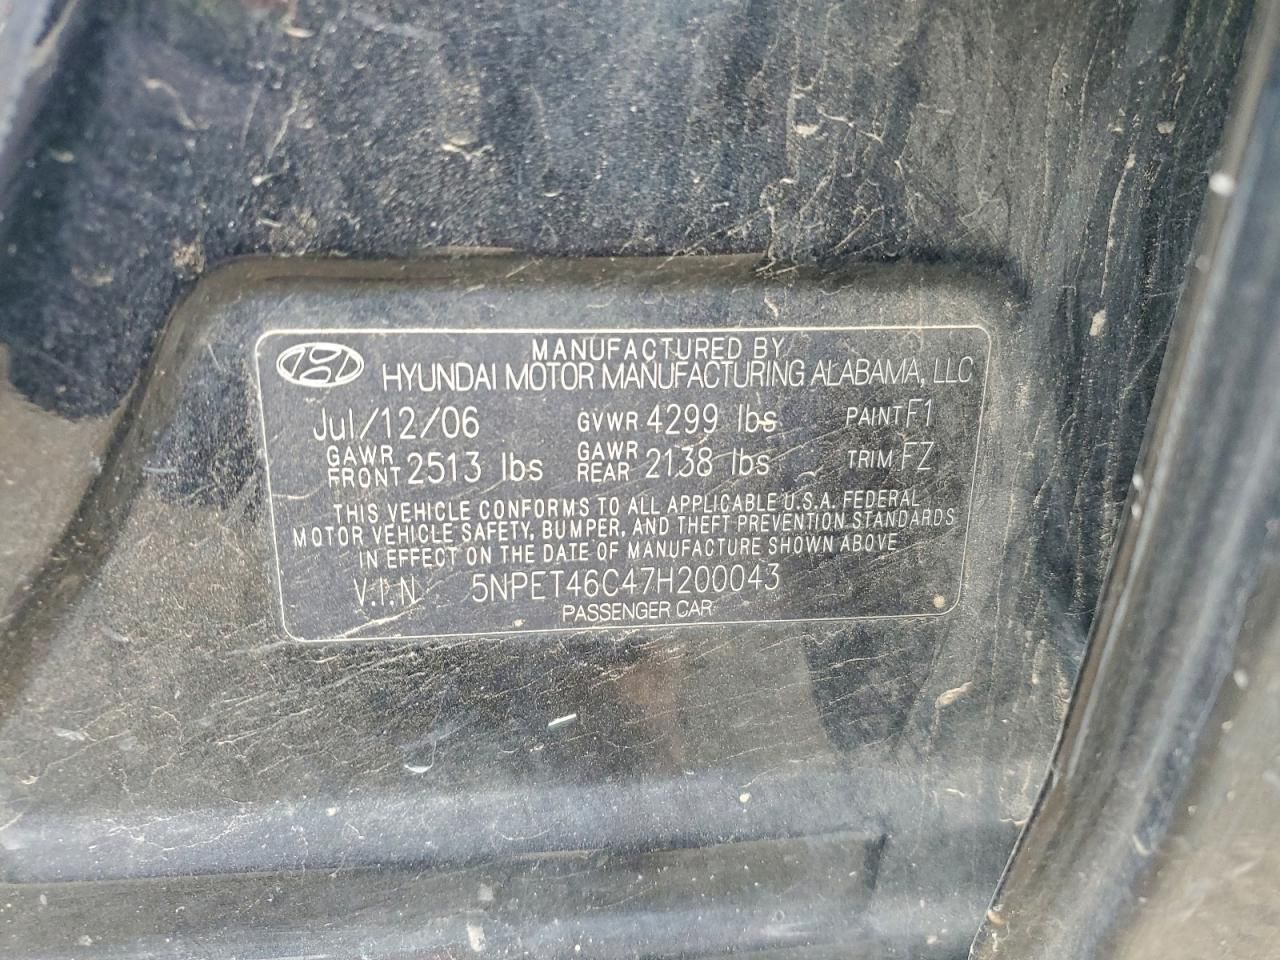 MANUFACTURED BY
HYUNDAI MOTOR MANUFACTURING ALABAMA, LLC
Jul/12/06 GVWR 4299 lbs PAINT F1
GAWR FRONT 2513 lbs GAWR REAR 2138 lbs TRIM FZ
THIS VEHICLE CONFORMS TO ALL APPLICABLE U.S.A. FEDERAL
MOTOR VEHICLE SAFETY, BUMPER, AND THEFT PREVENTION STANDARDS
IN EFFECT ON THE DATE OF MANUFACTURE SHOWN ABOVE
V.I.N 5NPET46C47H200043
PASSENGER CAR